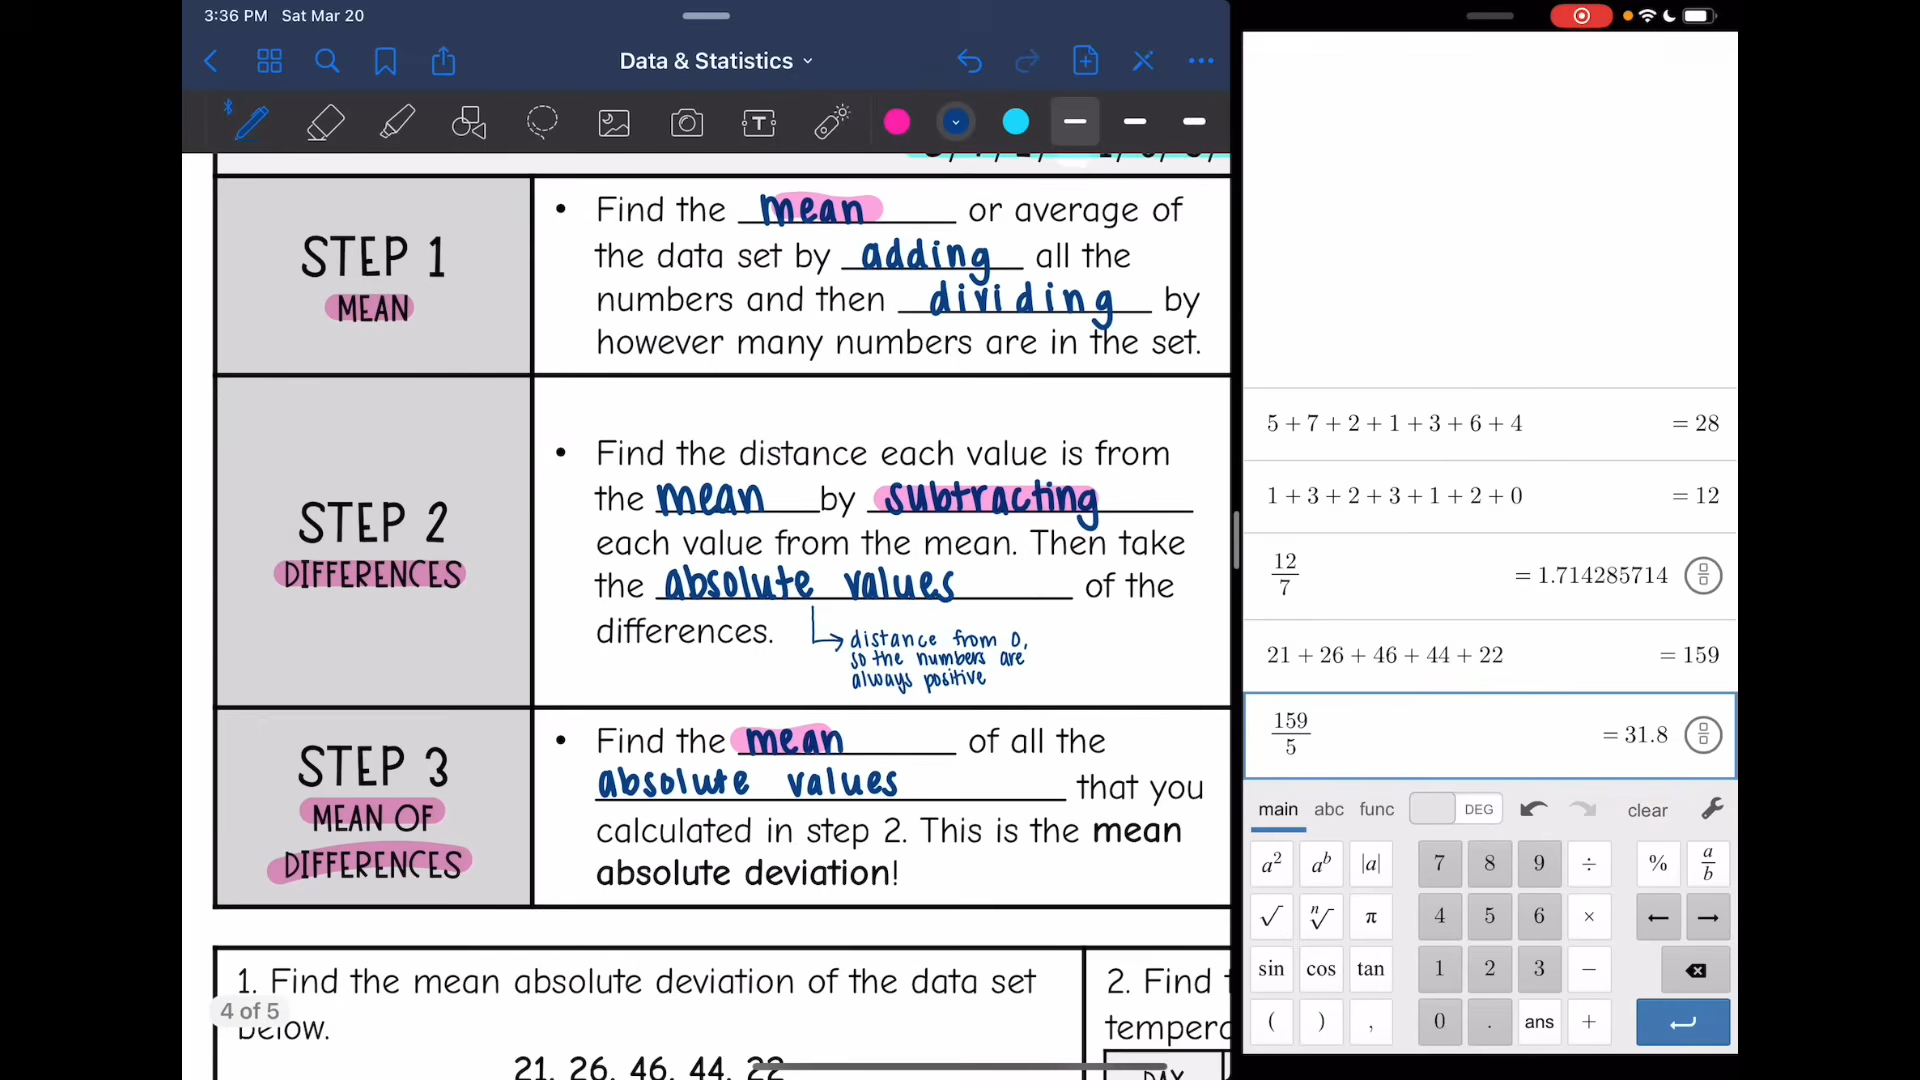 3:36 PM Sat Mar 20
Data & Statistics
STEP 1
MEAN
• Find the mean or average of
the data set by adding all the
numbers and then dividing by
however many numbers are in the set.
STEP 2
DIFFERENCES
• Find the distance each value is from
the mean by subtracting
each value from the mean. Then take
the absolute values of the
differences.
distance from 0,
so the numbers are
always positive
STEP 3
MEAN OF
DIFFERENCES
• Find the mean of all the
absolute values that you
calculated in step 2. This is the mean
absolute deviation!
1. Find the mean absolute deviation of the data set
below.
21, 26, 46, 44, 22
4 of 5
2. Find
DAY
5 + 7 + 2 + 1 + 3 + 6 + 4 = 28
1 + 3 + 2 + 3 + 1 + 2 + 0 = 12
12/7 = 1.714285714
21 + 26 + 46 + 44 + 22 = 159
159/5 = 31.8
main abc func DEG clear
a² aᵇ |a| 7 8 9 ÷ % a/b
√ ⁿ√ π 4 5 6 × ← →
sin cos tan 1 2 3 −
( ) , 0 . ans +